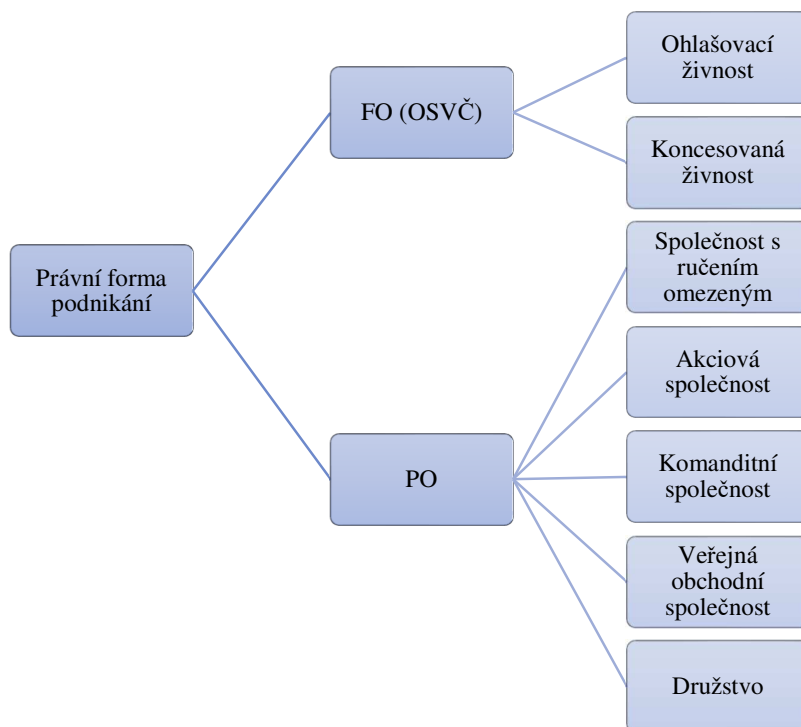 Ohlašovací
živnost
FO (OSVČ)
Koncesovaná
živnost
Právní forma
podnikání
Společnost s
ručením
omezeným
Akciová
společnost
PO
Komanditní
společnost
Veřejná
obchodní
společnost
Družstvo